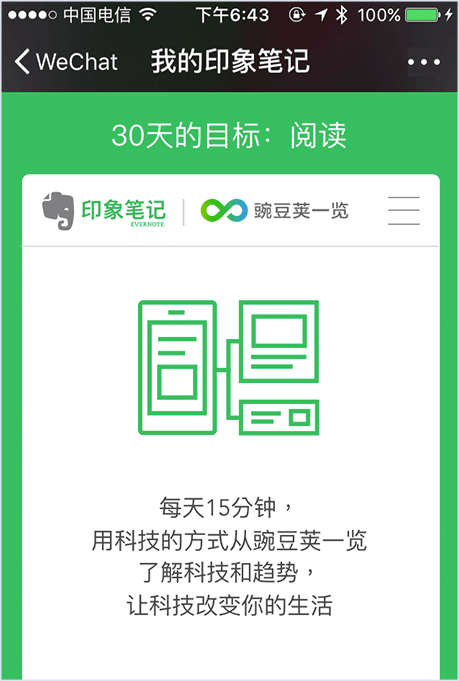 中国电信 下午6:43 100%
WeChat 我的印象笔记
30天的目标：阅读
印象笔记 EVERNOTE 豌豆荚一览
每天15分钟，
用科技的方式从豌豆荚一览
了解科技和趋势，
让科技改变你的生活